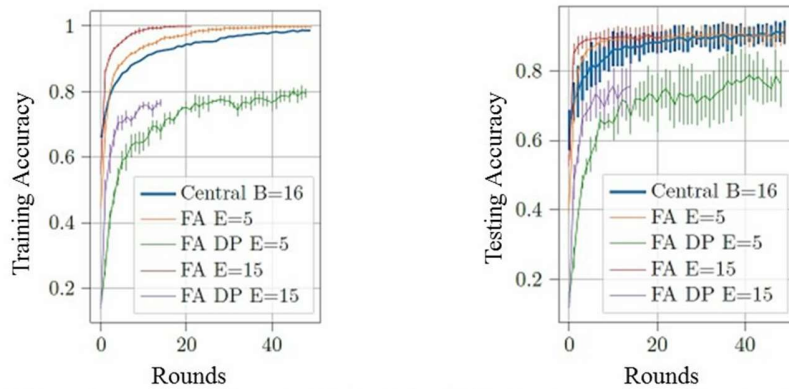 Training Accuracy
1
0.8
0.6
0.4
0.2
0
20
40
Rounds
Central B=16
FA E=5
FA DP E=5
FA E=15
FA DP E=15
Testing Accuracy
0.8
0.6
0.4
0.2
0
20
40
Rounds
Central B=16
FA E=5
FA DP E=5
FA E=15
FA DP E=15